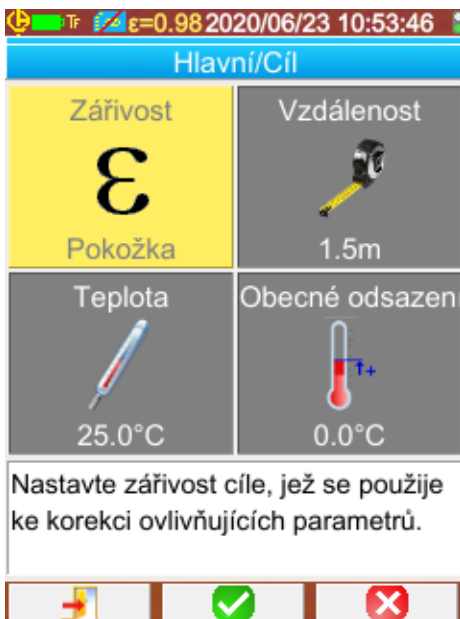 TF ε=0.98 2020/06/23 10:53:46
Hlavní/Cíl
Zářivost
Vzdálenost
ε
Pokožka
1.5m
Teplota
Obecné odsazen
25.0°C
0.0°C
Nastavte zářivost cíle, jež se použije
ke korekci ovlivňujících parametrů.